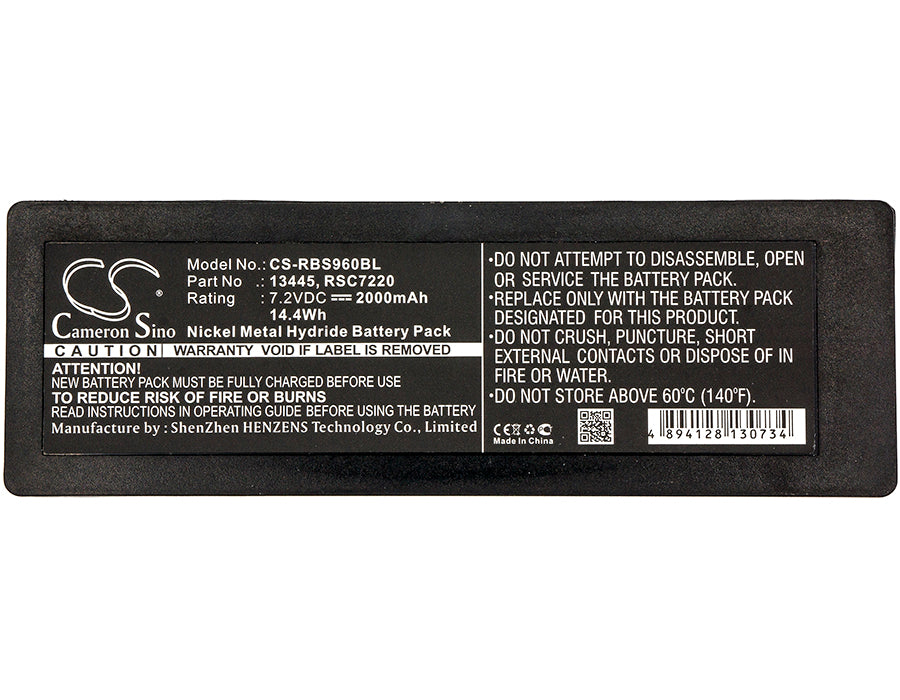 CS®
Cameron Sino
Model No.: CS-RBS960BL
Part No : 13445, RSC7220
Rating : 7.2VDC ⎓ 2000mAh
14.4Wh
Nickel Metal Hydride Battery Pack
CAUTION WARRANTY VOID IF LABEL IS REMOVED
ATTENTION!
NEW BATTERY PACK MUST BE FULLY CHARGED BEFORE USE
TO REDUCE RISK OF FIRE OR BURNS
READ INSTRUCTIONS IN OPERATING GUIDE BEFORE USING THE BATTERY
Manufacture by : ShenZhen HENZENS Technology Co., Limited
•DO NOT ATTEMPT TO DISASSEMBLE, OPEN
OR SERVICE THE BATTERY PACK.
•REPLACE ONLY WITH THE BATTERY PACK
DESIGNATED FOR THIS PRODUCT.
•DO NOT CRUSH, PUNCTURE, SHORT
EXTERNAL CONTACTS OR DISPOSE OF IN
FIRE OR WATER.
•DO NOT STORE ABOVE 60°C (140°F).
Made In China
4 894128 130734